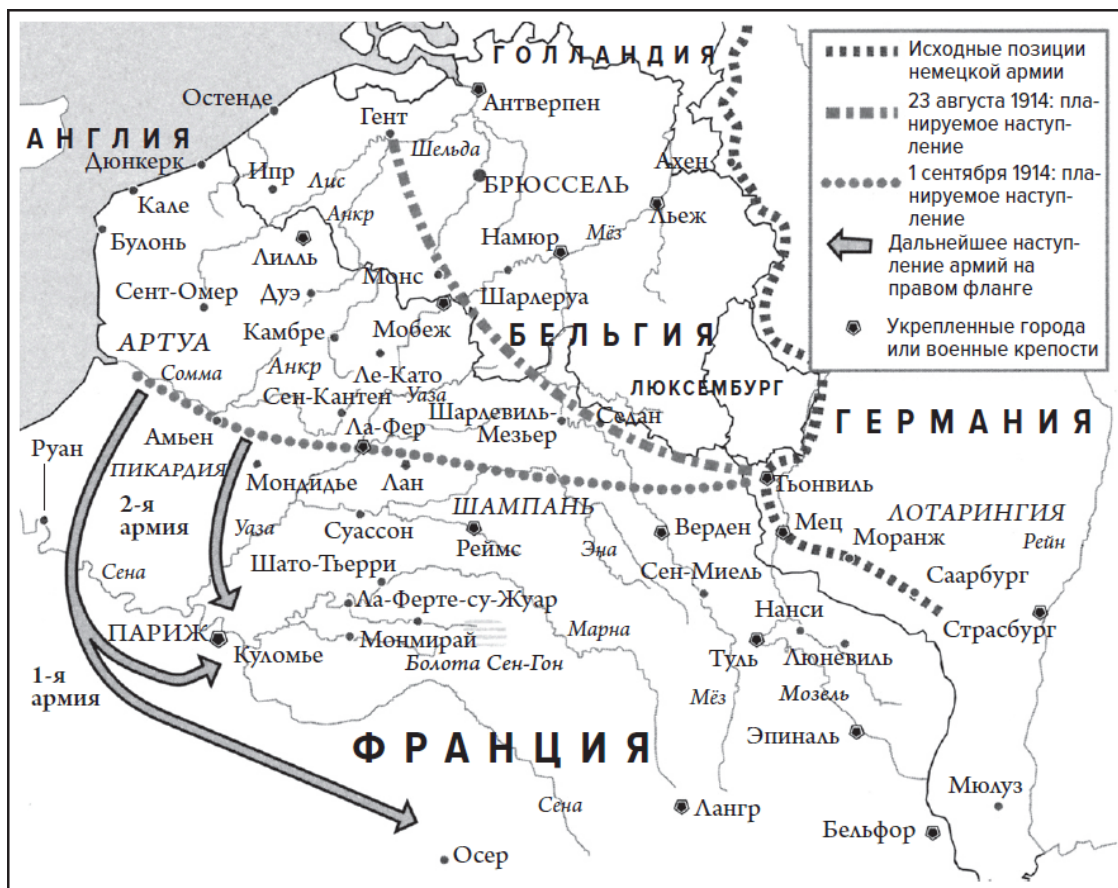 ГОЛЛАНДИЯ
Исходные позиции
немецкой армии
23 августа 1914: пла-
нируемое наступ-
ление
1 сентября 1914: пла-
нируемое наступ-
ление
Дальнейшее наступ-
ление армий на
правом фланге
Укрепленные города
или военные крепости
Остенде
Антверпен
Гент
АНГЛИЯ
Шельда
Дюнкерк
Ипр
Лис
БРЮССЕЛЬ
Ахен
Кале
Анкр
Льеж
Булонь
Намюр
Мёз
Лилль
Монс
Сент-Омер
Дуэ
Шарлеруа
Камбре
Мобеж
БЕЛЬГИЯ
АРТУА
Сомма
Анкр
Ле-Като
ЛЮКСЕМБУРГ
Сен-Кантен
Уаза
Шарлевиль-
Мезьер
Седан
ГЕРМАНИЯ
Руан
Амьен
Ла-Фер
ПИКАРДИЯ
Мондидье
Лан
Тьонвиль
2-я
армия
ШАМПАНЬ
ЛОТАРИНГИЯ
Уаза
Суассон
Реймс
Эна
Верден
Мец
Моранж
Рейн
Сена
Шато-Тьерри
Сен-Миель
Саарбург
Ла-Ферте-су-Жуар
Нанси
Страсбург
ПАРИЖ
Куломье
Монмирай
Марна
Болота Сен-Гон
Туль
Люневиль
1-я
армия
Мёз
Мозель
ФРАНЦИЯ
Эпиналь
Сена
Лангр
Мюлуз
Бельфор
Осер